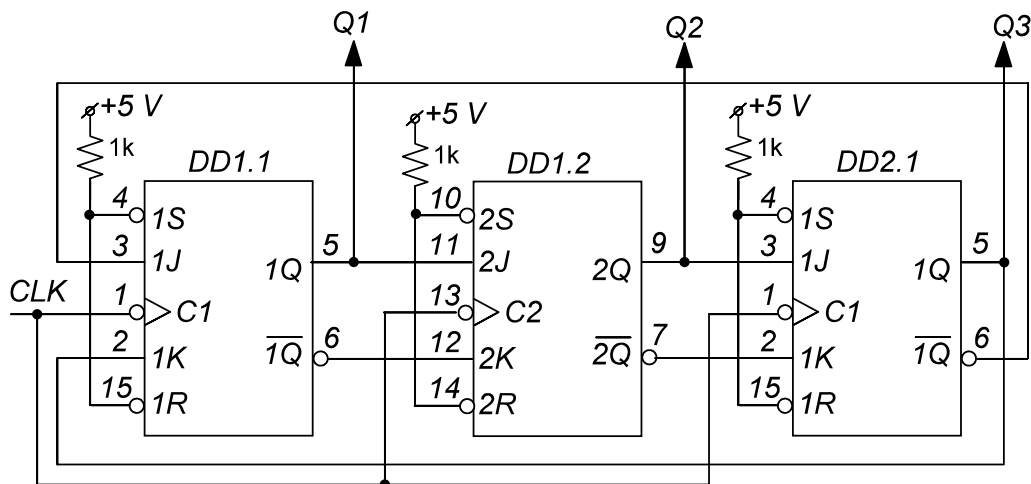 Q1 Q2 Q3
+5 V +5 V +5 V
1k 1k 1k
DD1.1 DD1.2 DD2.1
4 1S 10 2S 4 1S
3 1J 1Q 5 11 2J 2Q 9 3 1J 1Q 5
CLK 1 C1 13 C2 1 C1
2 1K 1Q 6 12 2K 2Q 7 2 1K 1Q 6
15 1R 14 2R 15 1R